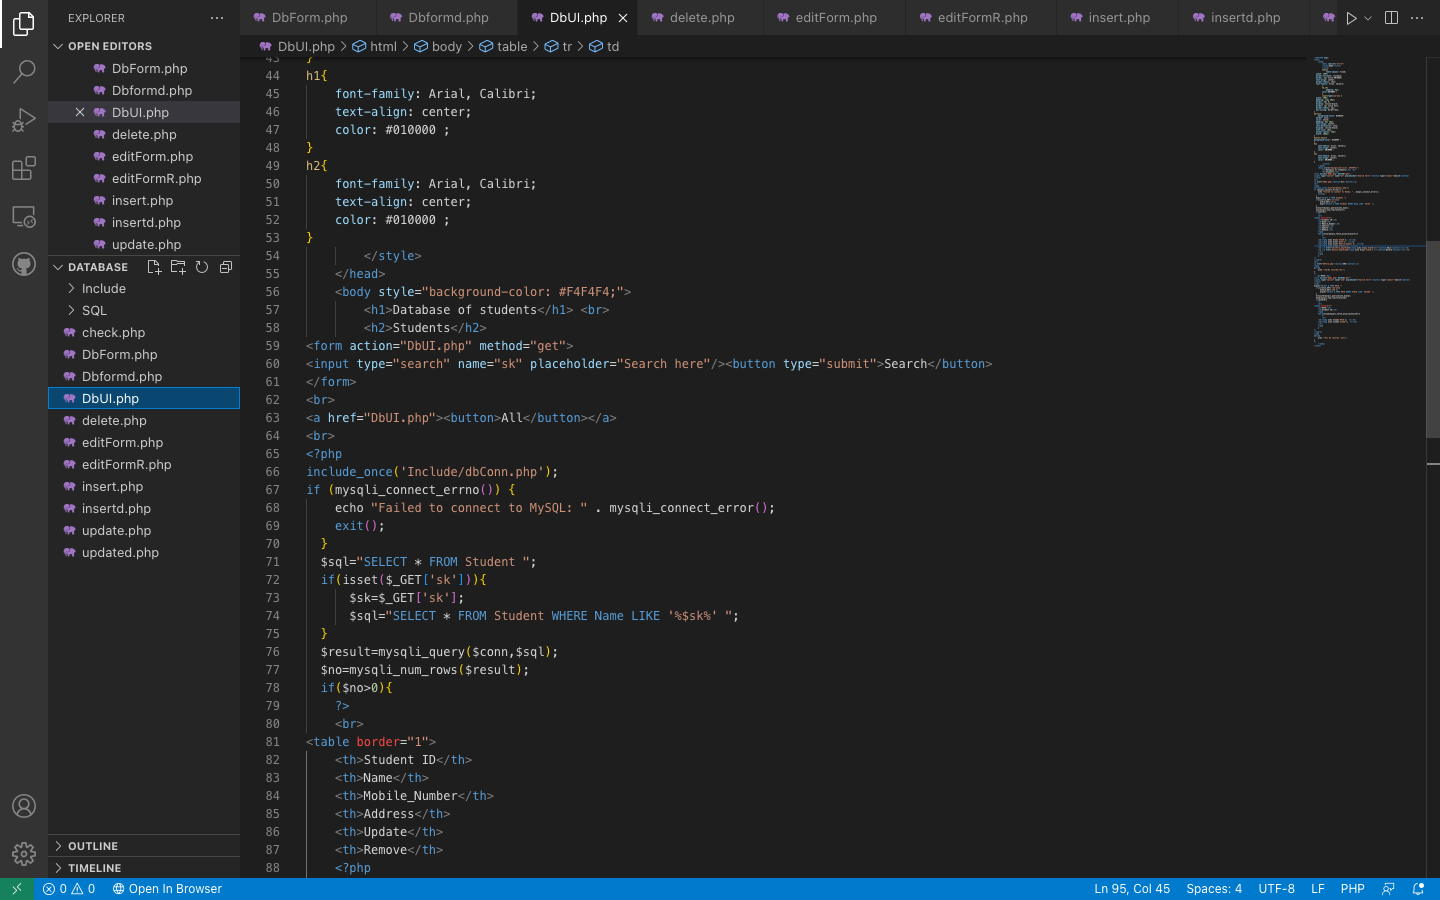 EXPLORER
OPEN EDITORS
DbForm.php
Dbformd.php
DbUI.php
delete.php
editForm.php
editFormR.php
insert.php
insertd.php
update.php
DATABASE
Include
SQL
check.php
DbForm.php
Dbformd.php
DbUI.php
delete.php
editForm.php
editFormR.php
insert.php
insertd.php
update.php
updated.php
OUTLINE
TIMELINE
DbForm.php Dbformd.php DbUI.php delete.php editForm.php editFormR.php insert.php insertd.php
DbUI.php > html > body > table > tr > td
43 }
44 h1{
45 font-family: Arial, Calibri;
46 text-align: center;
47 color: #010000 ;
48 }
49 h2{
50 font-family: Arial, Calibri;
51 text-align: center;
52 color: #010000 ;
53 }
54 </style>
55 </head>
56 <body style="background-color: #F4F4F4;">
57 <h1>Database of students</h1> <br>
58 <h2>Students</h2>
59 <form action="DbUI.php" method="get">
60 <input type="search" name="sk" placeholder="Search here"/><button type="submit">Search</button>
61 </form>
62 <br>
63 <a href="DbUI.php"><button>All</button></a>
64 <br>
65 <?php
66 include_once('Include/dbConn.php');
67 if (mysqli_connect_errno()) {
68 echo "Failed to connect to MySQL: " . mysqli_connect_error();
69 exit();
70 }
71 $sql="SELECT * FROM Student ";
72 if(isset($_GET['sk'])){
73 $sk=$_GET['sk'];
74 $sql="SELECT * FROM Student WHERE Name LIKE '%$sk%' ";
75 }
76 $result=mysqli_query($conn,$sql);
77 $no=mysqli_num_rows($result);
78 if($no>0){
79 ?>
80 <br>
81 <table border="1">
82 <th>Student ID</th>
83 <th>Name</th>
84 <th>Mobile_Number</th>
85 <th>Address</th>
86 <th>Update</th>
87 <th>Remove</th>
88 <?php
0 0 Open In Browser Ln 95, Col 45 Spaces: 4 UTF-8 LF PHP